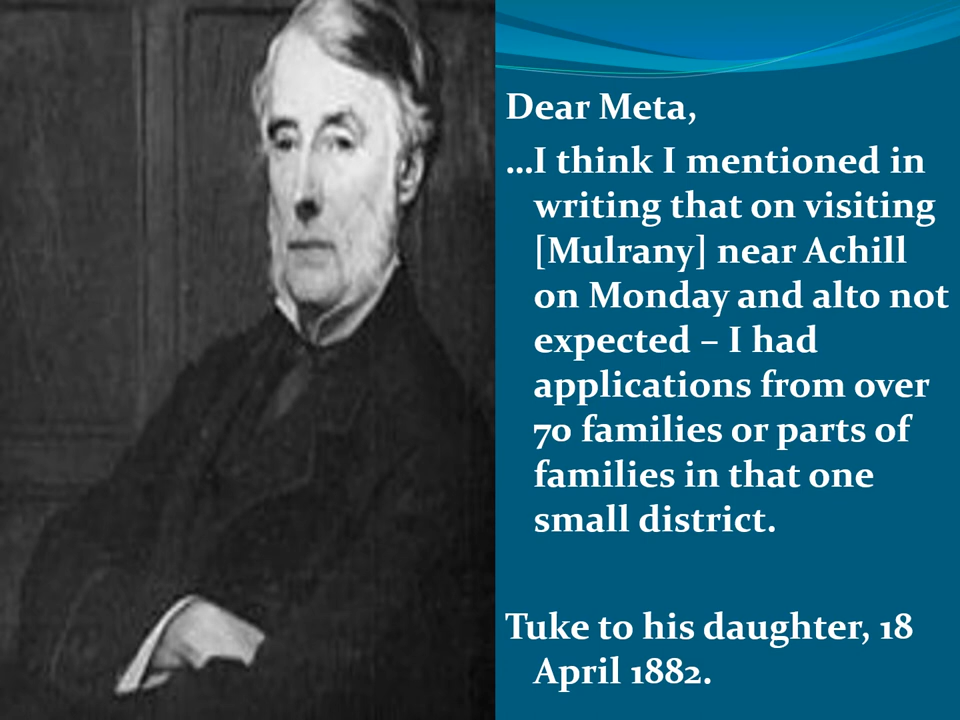 Dear Meta,
…I think I mentioned in
writing that on visiting
[Mulrany] near Achill
on Monday and alto not
expected – I had
applications from over
70 families or parts of
families in that one
small district.
Tuke to his daughter, 18
April 1882.